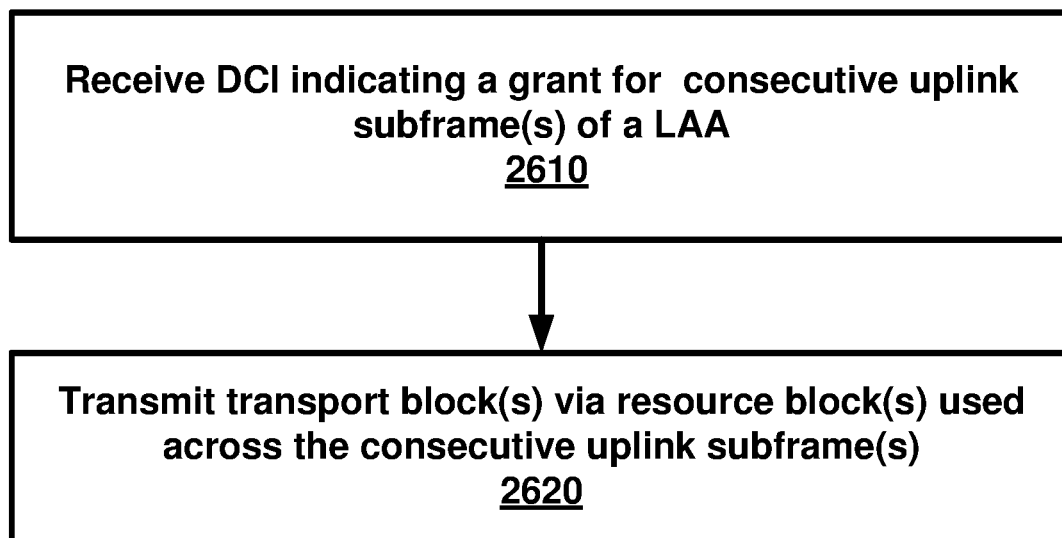 Receive DCI indicating a grant for consecutive uplink
subframe(s) of a LAA
2610
Transmit transport block(s) via resource block(s) used
across the consecutive uplink subframe(s)
2620